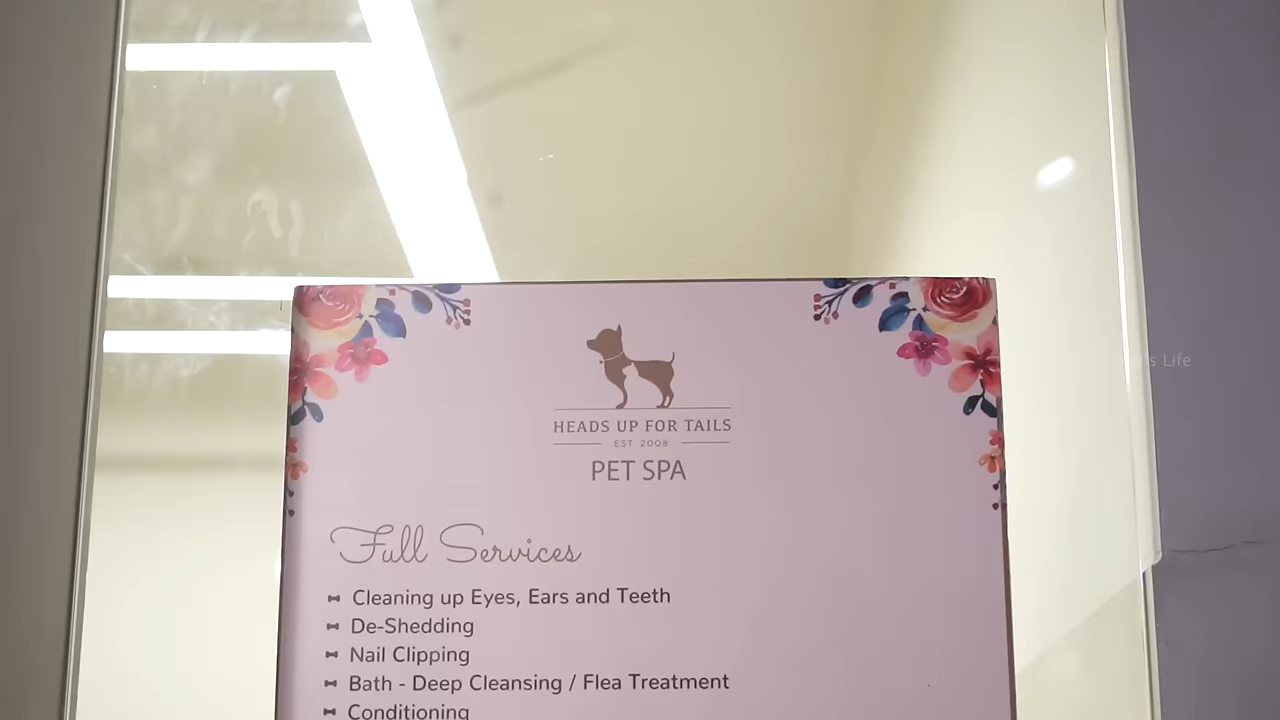 HEADS UP FOR TAILS
EST 2008
PET SPA
Full Services
Cleaning up Eyes, Ears and Teeth
De-Shedding
Nail Clipping
Bath - Deep Cleansing / Flea Treatment
Conditioning
Life